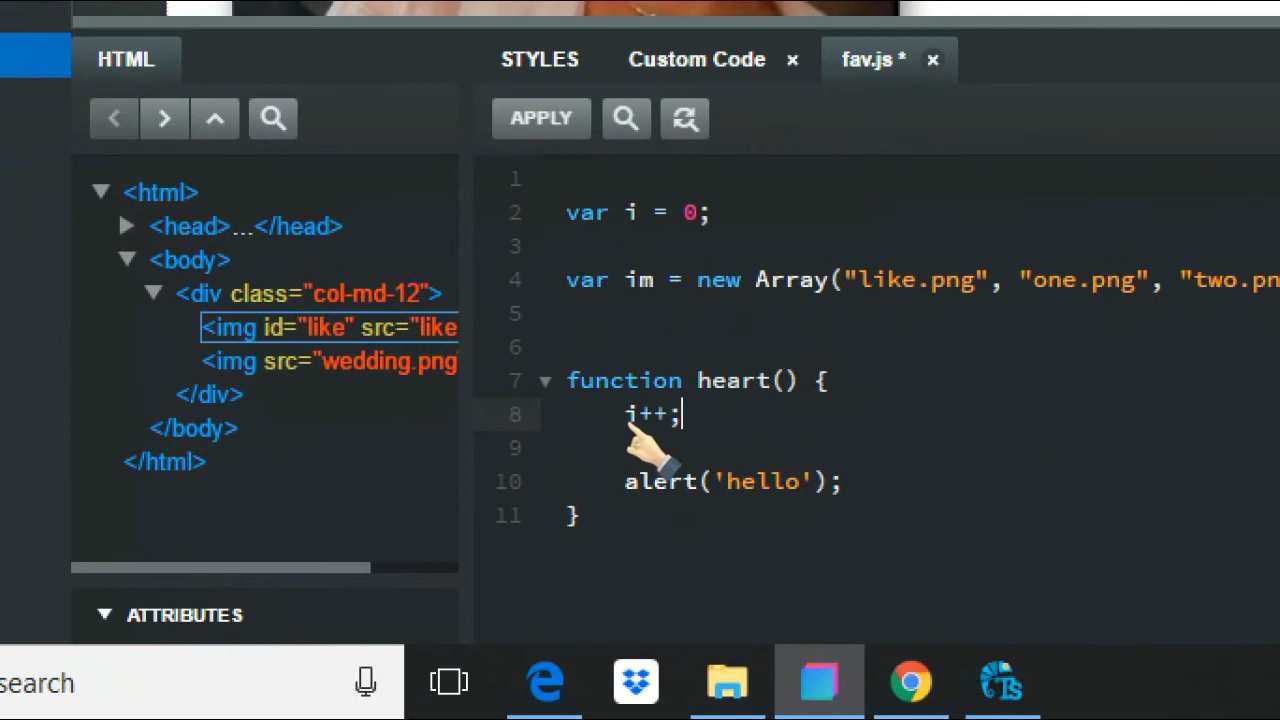 HTML
STYLES
Custom Code ×
fav.js * ×
APPLY
<html>
<head>...</head>
<body>
<div class="col-md-12">
<img id="like" src="like
<img src="wedding.png"
</div>
</body>
</html>
ATTRIBUTES
1
2 var i = 0;
3
4 var im = new Array("like.png", "one.png", "two.pn
5
6
7 function heart() {
8 i++;
9
10 alert('hello');
11 }
search
Ts